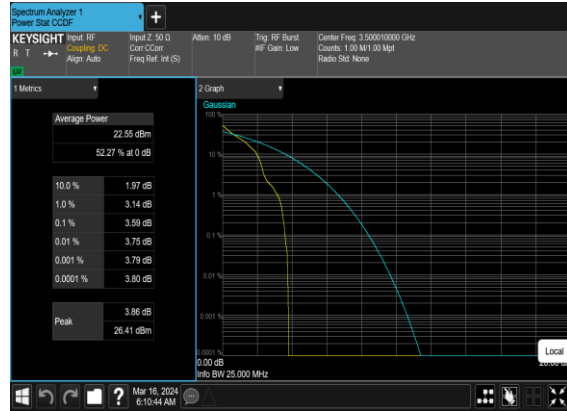 Spectrum Analyzer 1
Power Stat CCDF
KEYSIGHT
R T
LV
Input: RF
Coupling: DC
Align: Auto
Input Z: 50 Ω
Corr CCorr
Freq Ref: Int (S)
Atten: 10 dB
Trig: RF Burst
#IF Gain: Low
Center Freq: 3.500010000 GHz
Counts: 1.00 M/1.00 Mpt
Radio Std: None
1 Metrics
Average Power
22.55 dBm
52.27 % at 0 dB
10.0 % 1.97 dB
1.0 % 3.14 dB
0.1 % 3.59 dB
0.01 % 3.75 dB
0.001 % 3.79 dB
0.0001 % 3.80 dB
Peak
3.86 dB
26.41 dBm
2 Graph
Gaussian
100 %
10 %
1 %
0.1 %
0.01 %
0.001 %
0.0001 %
0.00 dB
Info BW 25.000 MHz
Local
?
Mar 16, 2024
6:10:44 AM